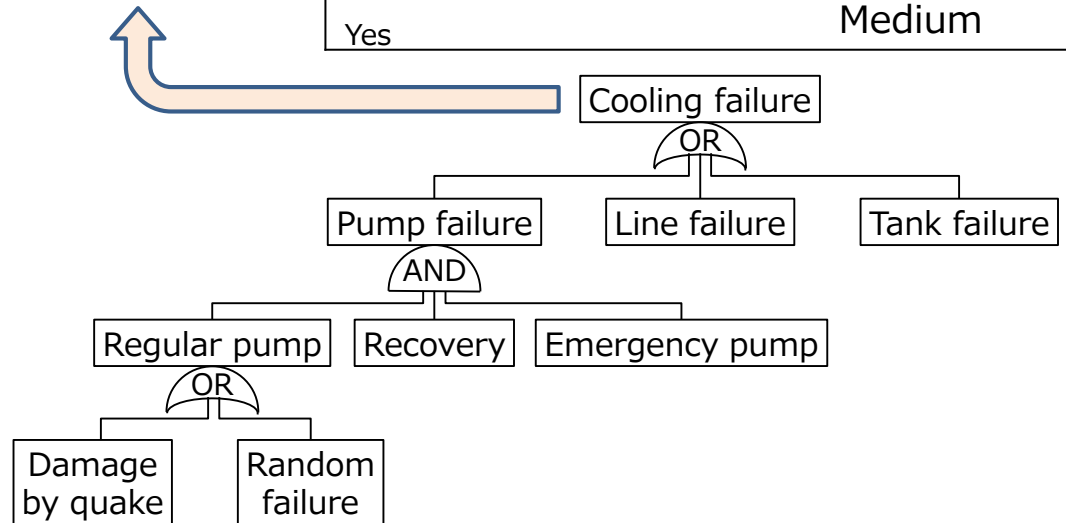 Medium
Yes
Cooling failure
OR
Pump failure
Line failure
Tank failure
AND
Regular pump
Recovery
Emergency pump
OR
Damage
by quake
Random
failure